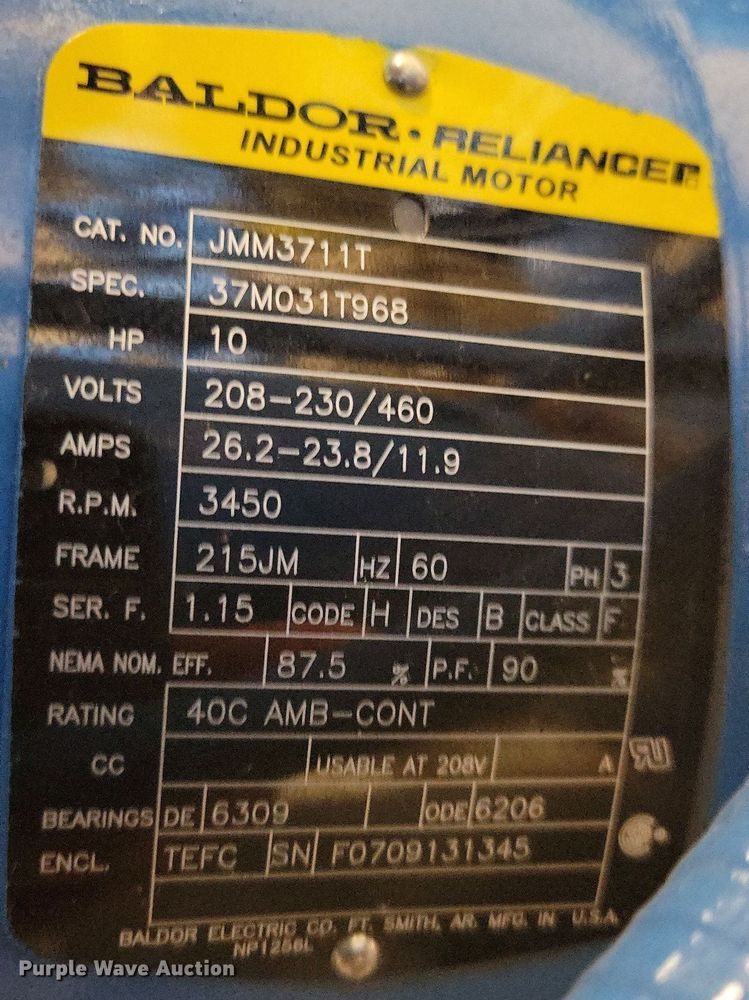 BALDOR • RELIANCER
INDUSTRIAL MOTOR
CAT. NO. JMM3711T
SPEC. 37M031T968
HP 10
VOLTS 208-230/460
AMPS 26.2-23.8/11.9
R.P.M. 3450
FRAME 215JM HZ 60 PH 3
SER. F. 1.15 CODE H DES B CLASS F
NEMA NOM. EFF. 87.5 % P.F. 90 %
RATING 40C AMB-CONT
CC USABLE AT 208V A
BEARINGS DE 6309 ODE 6206
ENCL. TEFC SN F0709131345
BALDOR ELECTRIC CO. FT. SMITH, AR. MFG. IN U.S.A
NP1256L
Purple Wave Auction